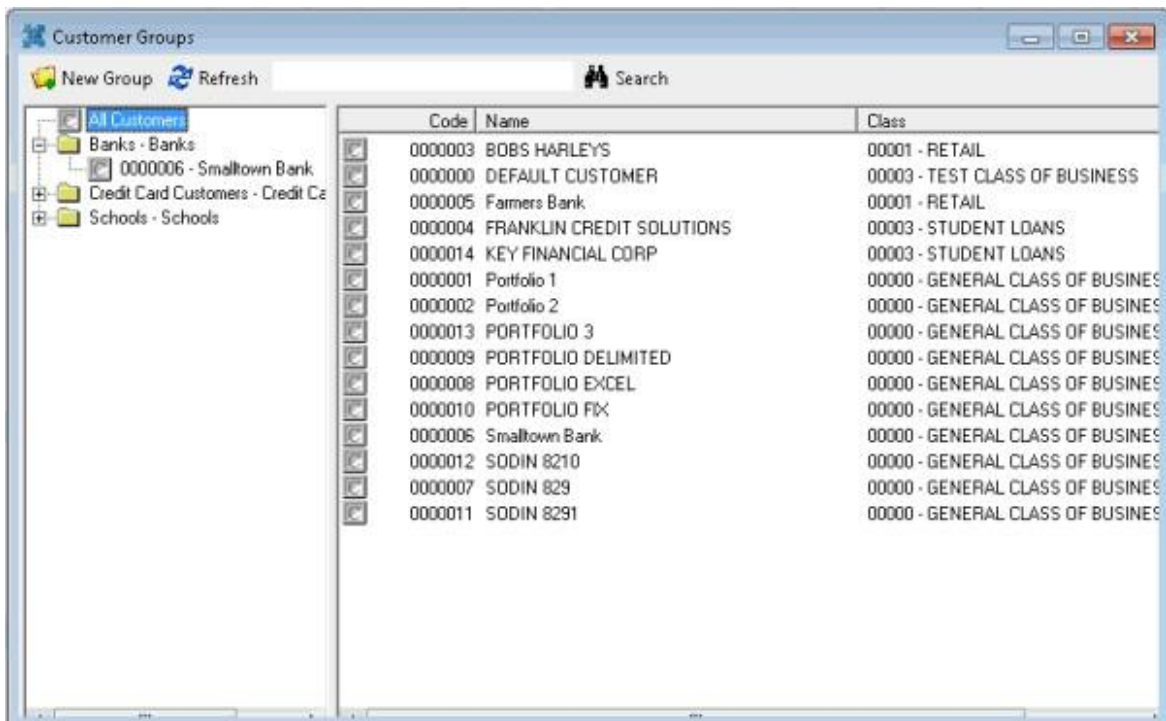 Customer Groups
New Group Refresh Search
All Customers
Banks - Banks
0000006 - Smalltown Bank
Credit Card Customers - Credit Ca
Schools - Schools
Code Name Class
0000003 BOBS HARLEYS 00001 - RETAIL
0000000 DEFAULT CUSTOMER 00003 - TEST CLASS OF BUSINESS
0000005 Farmers Bank 00001 - RETAIL
0000004 FRANKLIN CREDIT SOLUTIONS 00003 - STUDENT LOANS
0000014 KEY FINANCIAL CORP 00003 - STUDENT LOANS
0000001 Portfolio 1 00000 - GENERAL CLASS OF BUSINES
0000002 Portfolio 2 00000 - GENERAL CLASS OF BUSINES
0000013 PORTFOLIO 3 00000 - GENERAL CLASS OF BUSINES
0000009 PORTFOLIO DELIMITED 00000 - GENERAL CLASS OF BUSINES
0000008 PORTFOLIO EXCEL 00000 - GENERAL CLASS OF BUSINES
0000010 PORTFOLIO FIX 00000 - GENERAL CLASS OF BUSINES
0000006 Smalltown Bank 00000 - GENERAL CLASS OF BUSINES
0000012 SODIN 8210 00000 - GENERAL CLASS OF BUSINES
0000007 SODIN 829 00000 - GENERAL CLASS OF BUSINES
0000011 SODIN 8291 00000 - GENERAL CLASS OF BUSINES